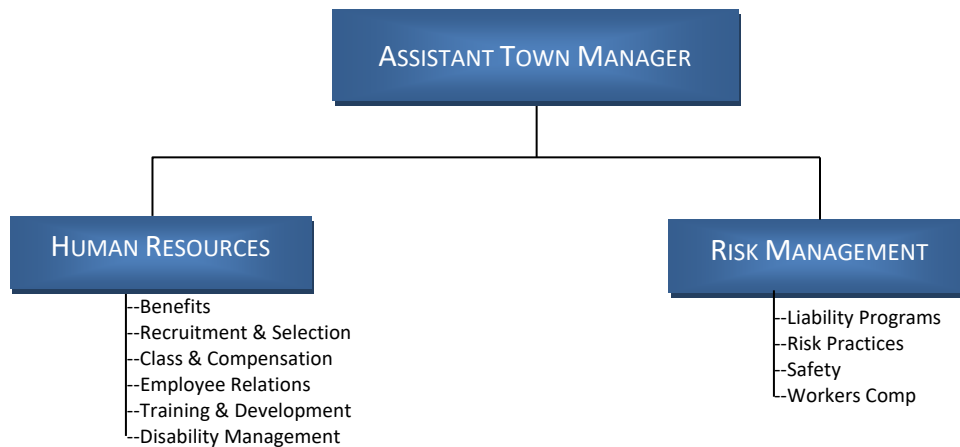 ASSISTANT TOWN MANAGER
HUMAN RESOURCES
--Benefits
--Recruitment & Selection
--Class & Compensation
--Employee Relations
--Training & Development
--Disability Management
RISK MANAGEMENT
--Liability Programs
--Risk Practices
--Safety
--Workers Comp